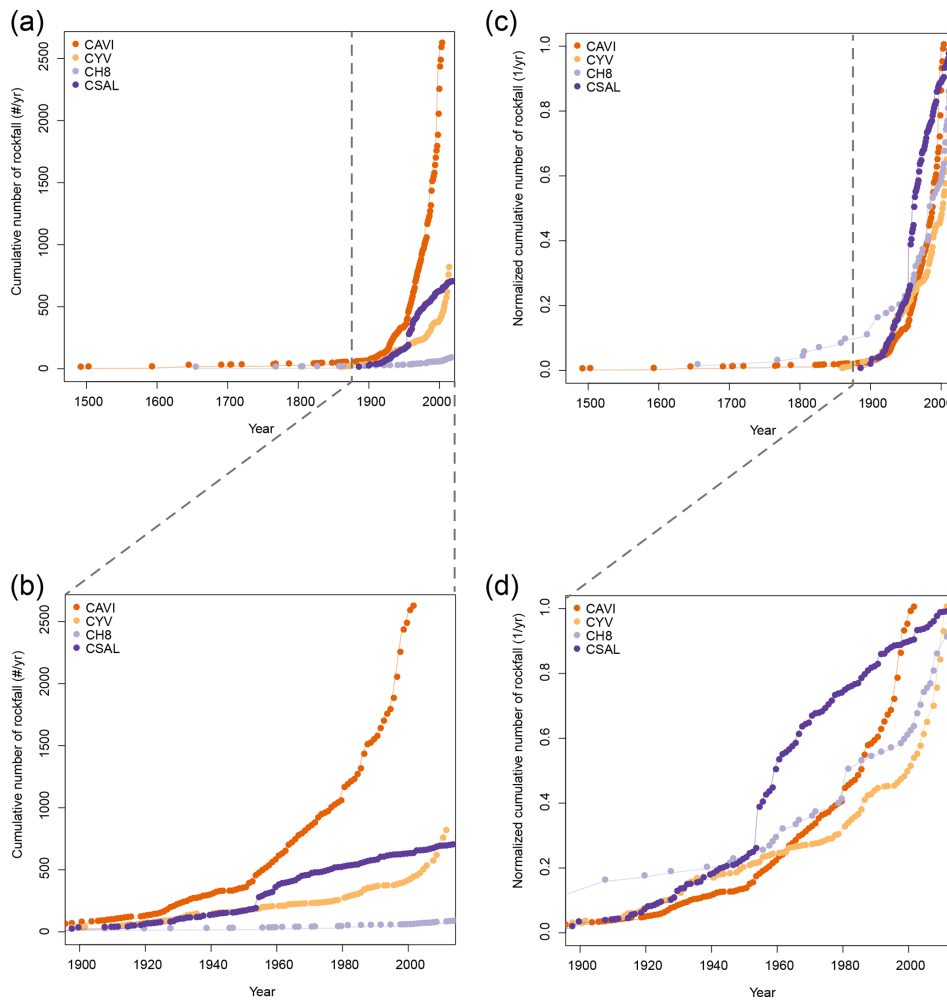 (a)
CAVI
CYV
CH8
CSAL
Cumulative number of rockfall (#/yr)
0
500
1000
1500
2000
2500
1500
1600
1700
1800
1900
2000
Year
(c)
CAVI
CYV
CH8
CSAL
Normalized cumulative number of rockfall (1/yr)
0.0
0.2
0.4
0.6
0.8
1.0
1500
1600
1700
1800
1900
Year
(b)
CAVI
CYV
CH8
CSAL
Cumulative number of rockfall (#/yr)
0
500
1000
1500
2000
2500
1900
1920
1940
1960
1980
2000
Year
(d)
CAVI
CYV
CH8
CSAL
Normalized cumulative number of rockfall (1/yr)
0.0
0.2
0.4
0.6
0.8
1.0
1900
1920
1940
1960
1980
2000
Year